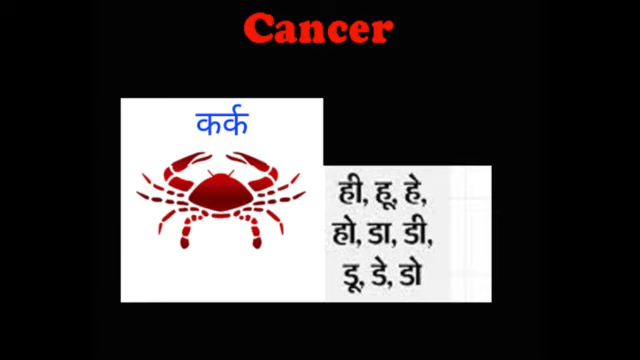 Cancer
कर्क
ही, हू, हे,
हो, डा, डी,
डू, डे, डो